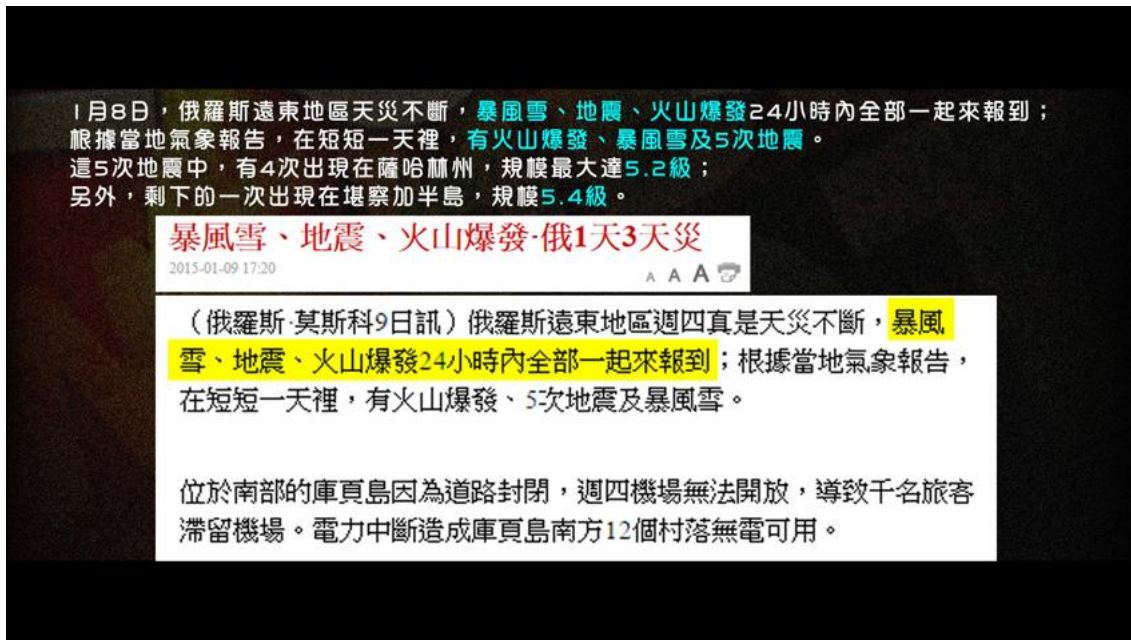 1月8日，俄羅斯遠東地區天災不斷，暴風雪、地震、火山爆發24小時內全部一起來報到；
根據當地氣象報告，在短短一天裡，有火山爆發、暴風雪及5次地震。
這5次地震中，有4次出現在薩哈林州，規模最大達5.2級；
另外，剩下的一次出現在堪察加半島，規模5.4級。
暴風雪、地震、火山爆發·俄1天3天災
2015-01-09 17:20
A A A
（俄羅斯·莫斯科9日訊）俄羅斯遠東地區週四真是天災不斷，暴風
雪、地震、火山爆發24小時內全部一起來報到；根據當地氣象報告，
在短短一天裡，有火山爆發、5次地震及暴風雪。
位於南部的庫頁島因為道路封閉，週四機場無法開放，導致千名旅客
滯留機場。電力中斷造成庫頁島南方12個村落無電可用。